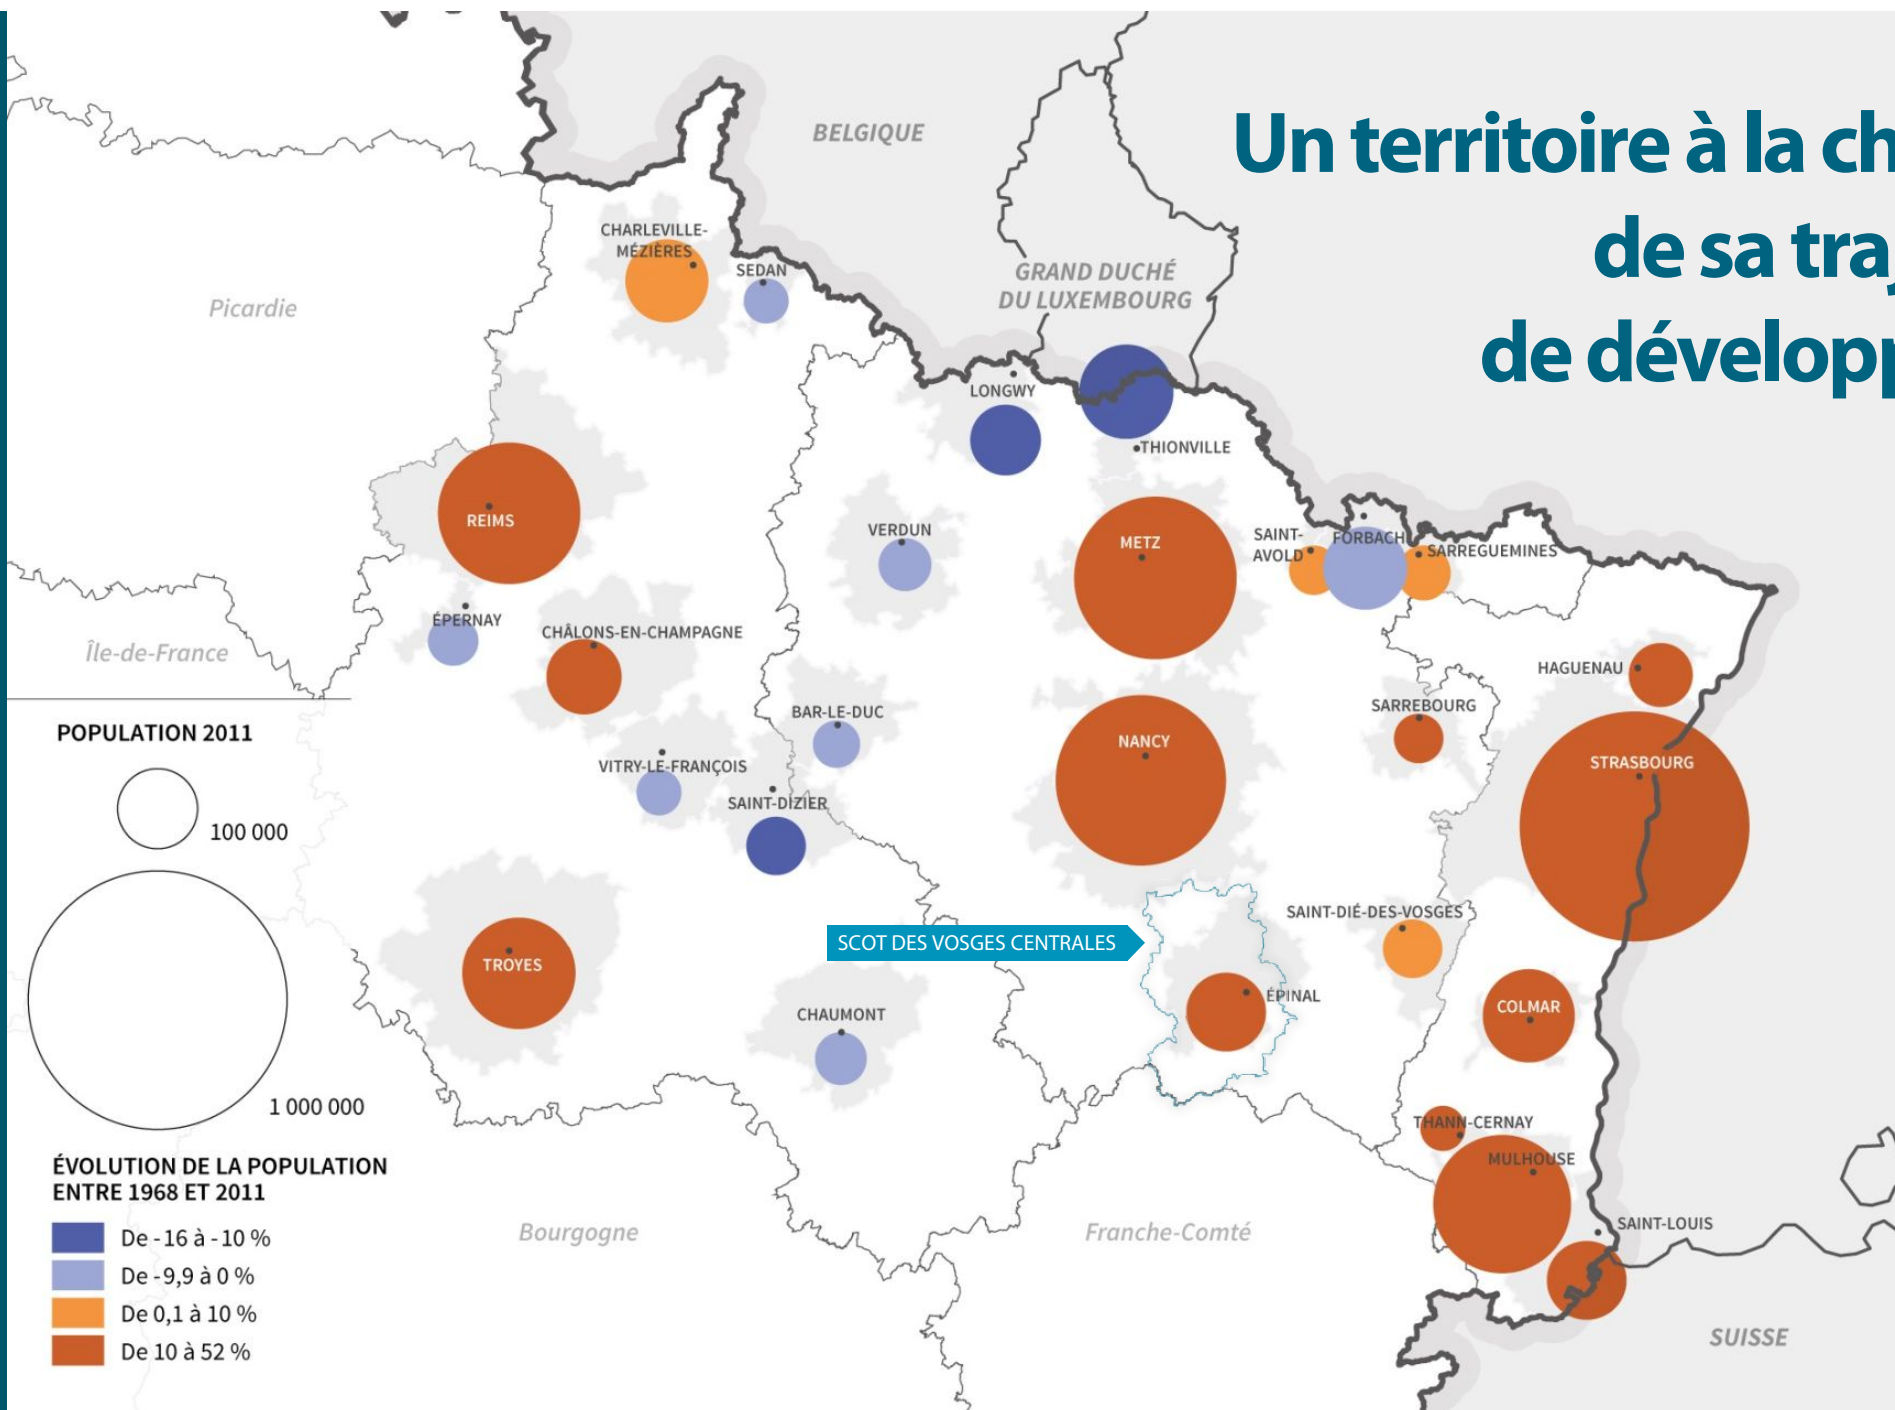 Un territoire à la ch
de sa traj
de dévelop
BELGIQUE
GRAND DUCHÉ
DU LUXEMBOURG
Picardie
CHARLEVILLE-
MÉZIÈRES
SEDAN
LONGWY
THIONVILLE
REIMS
VERDUN
METZ
SAINT-
AVOLD
FORBACH
SARREGUEMINES
ÉPERNAY
CHÂLONS-EN-CHAMPAGNE
Île-de-France
HAGUENAU
BAR-LE-DUC
SARREBOURG
NANCY
STRASBOURG
VITRY-LE-FRANÇOIS
SAINT-DIZIER
POPULATION 2011
100 000
1 000 000
SAINT-DIÉ-DES-VOSGES
SCOT DES VOSGES CENTRALES
TROYES
ÉPINAL
COLMAR
CHAUMONT
THANN-CERNAY
MULHOUSE
SAINT-LOUIS
Bourgogne
Franche-Comté
SUISSE
ÉVOLUTION DE LA POPULATION
ENTRE 1968 ET 2011
De -16 à -10 %
De -9,9 à 0 %
De 0,1 à 10 %
De 10 à 52 %